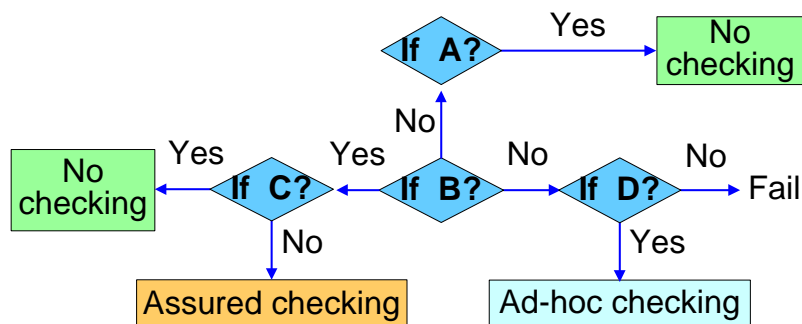 If A?
Yes
No
checking
No
No
checking
Yes
If C?
Yes
If B?
No
If D?
No
Fail
No
Yes
Assured checking
Ad-hoc checking